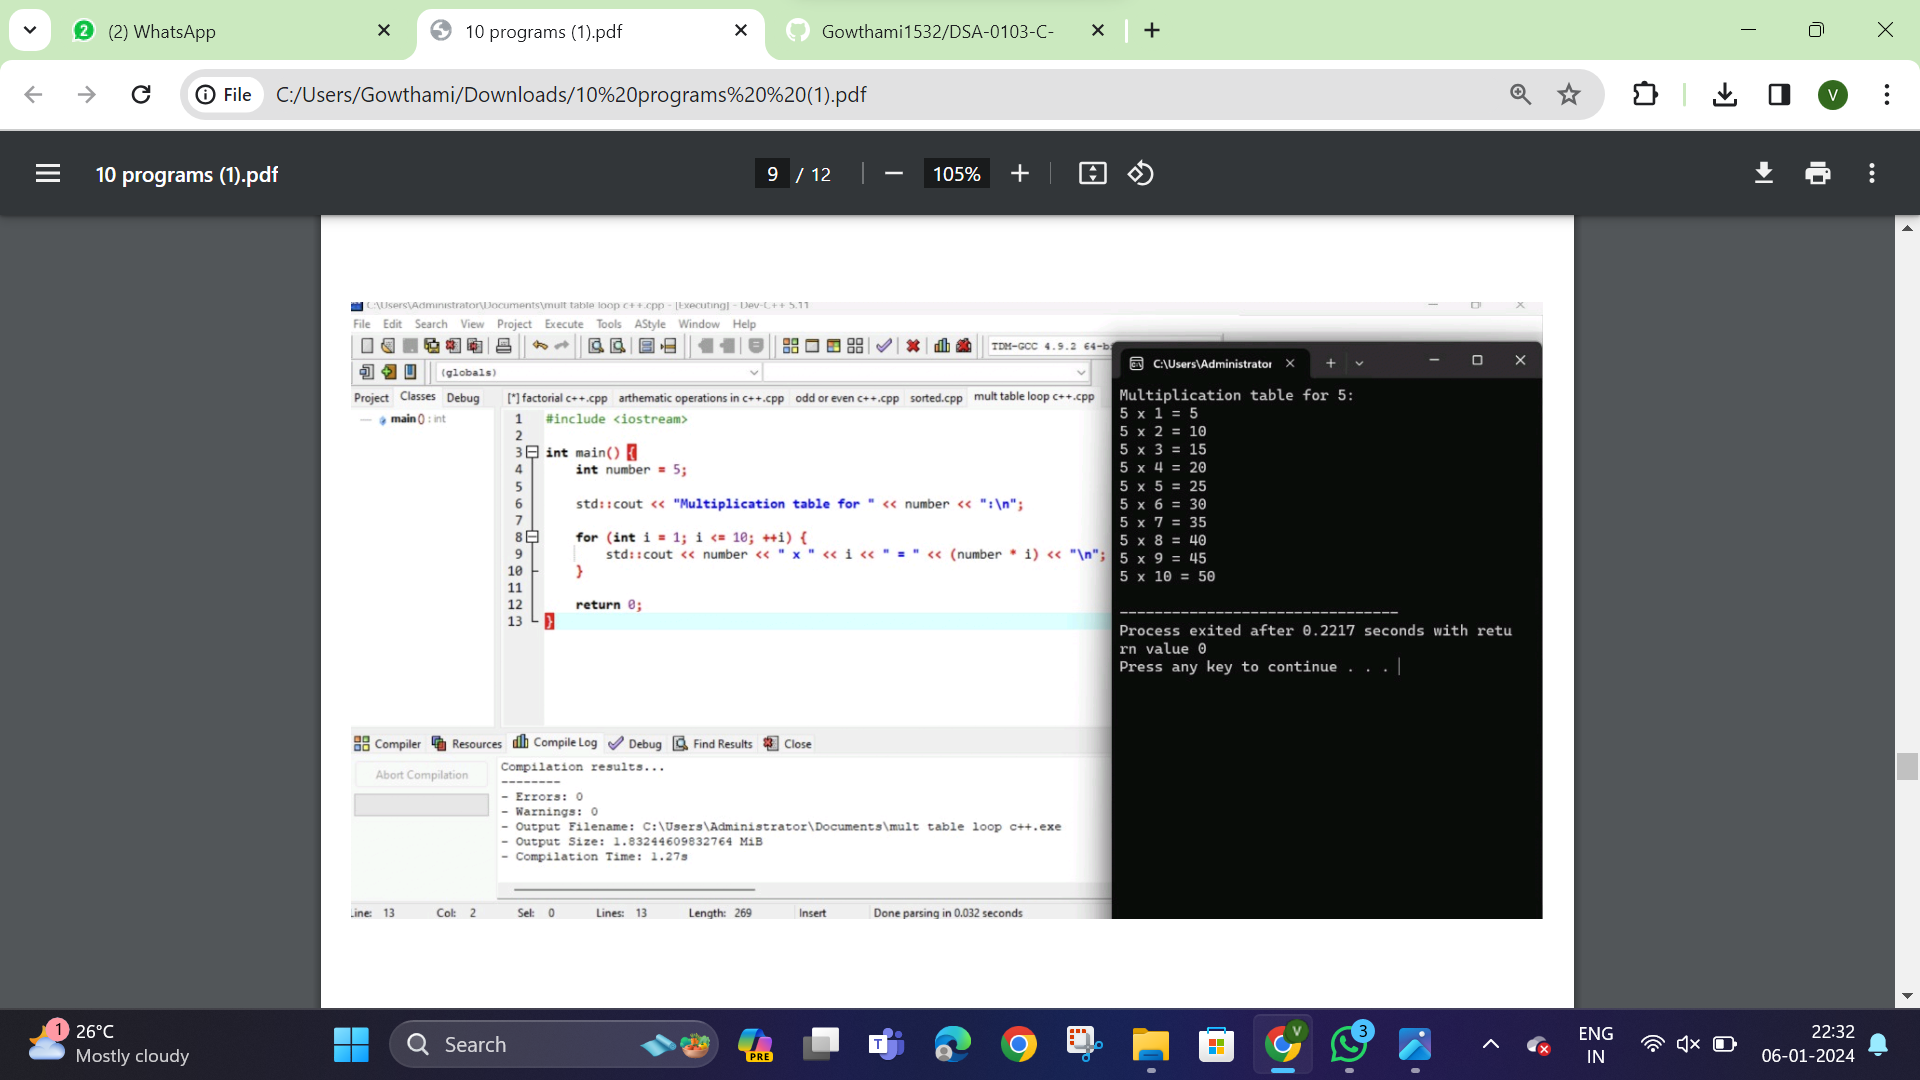 (2) WhatsApp
10 programs (1).pdf
Gowthami1532/DSA-0103-C-
File
C:/Users/Gowthami/Downloads/10%20programs%20%20(1).pdf
V
10 programs (1).pdf
9 / 12
105%
C:\Users\Administrator\Documents\mult table loop c++.cpp - [Executing] - Dev-C++ 5.11
File Edit Search View Project Execute Tools AStyle Window Help
TDM-GCC 4.9.2 64-b
(globals)
Project Classes Debug
[*] factorial c++.cpp arthematic operations in c++.cpp odd or even c++.cpp sorted.cpp mult table loop c++.cpp
main() : int
1 #include <iostream>
2
3 int main() {
4 int number = 5;
5
6 std::cout << "Multiplication table for " << number << ":\n";
7
8 for (int i = 1; i <= 10; ++i) {
9 std::cout << number << " x " << i << " = " << (number * i) << "\n";
10 }
11
12 return 0;
13 }
C:\Users\Administrator
Multiplication table for 5:
5 x 1 = 5
5 x 2 = 10
5 x 3 = 15
5 x 4 = 20
5 x 5 = 25
5 x 6 = 30
5 x 7 = 35
5 x 8 = 40
5 x 9 = 45
5 x 10 = 50
--------------------------------
Process exited after 0.2217 seconds with retu
rn value 0
Press any key to continue . . .
Compiler Resources Compile Log Debug Find Results Close
Abort Compilation
Compilation results...
--------
- Errors: 0
- Warnings: 0
- Output Filename: C:\Users\Administrator\Documents\mult table loop c++.exe
- Output Size: 1.83244609832764 MiB
- Compilation Time: 1.27s
Line: 13 Col: 2 Sel: 0 Lines: 13 Length: 269 Insert Done parsing in 0.032 seconds
1
26°C
Mostly cloudy
Search
PRE
V
3
ENG
IN
22:32
06-01-2024